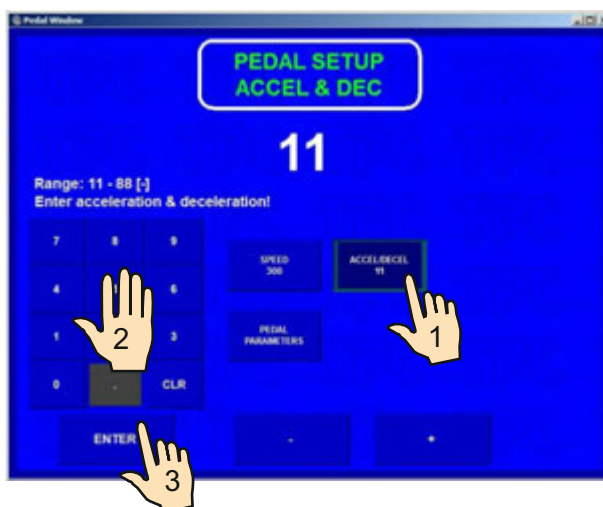 Pedal Window
PEDAL SETUP
ACCEL & DEC
11
Range: 11 - 88 [-]
Enter acceleration & deceleration!
7 8 9
SPEED
300
ACCEL/DECEL
11
4 6
1 3
PEDAL
PARAMETERS
0 . CLR
ENTER - +
2
1
3